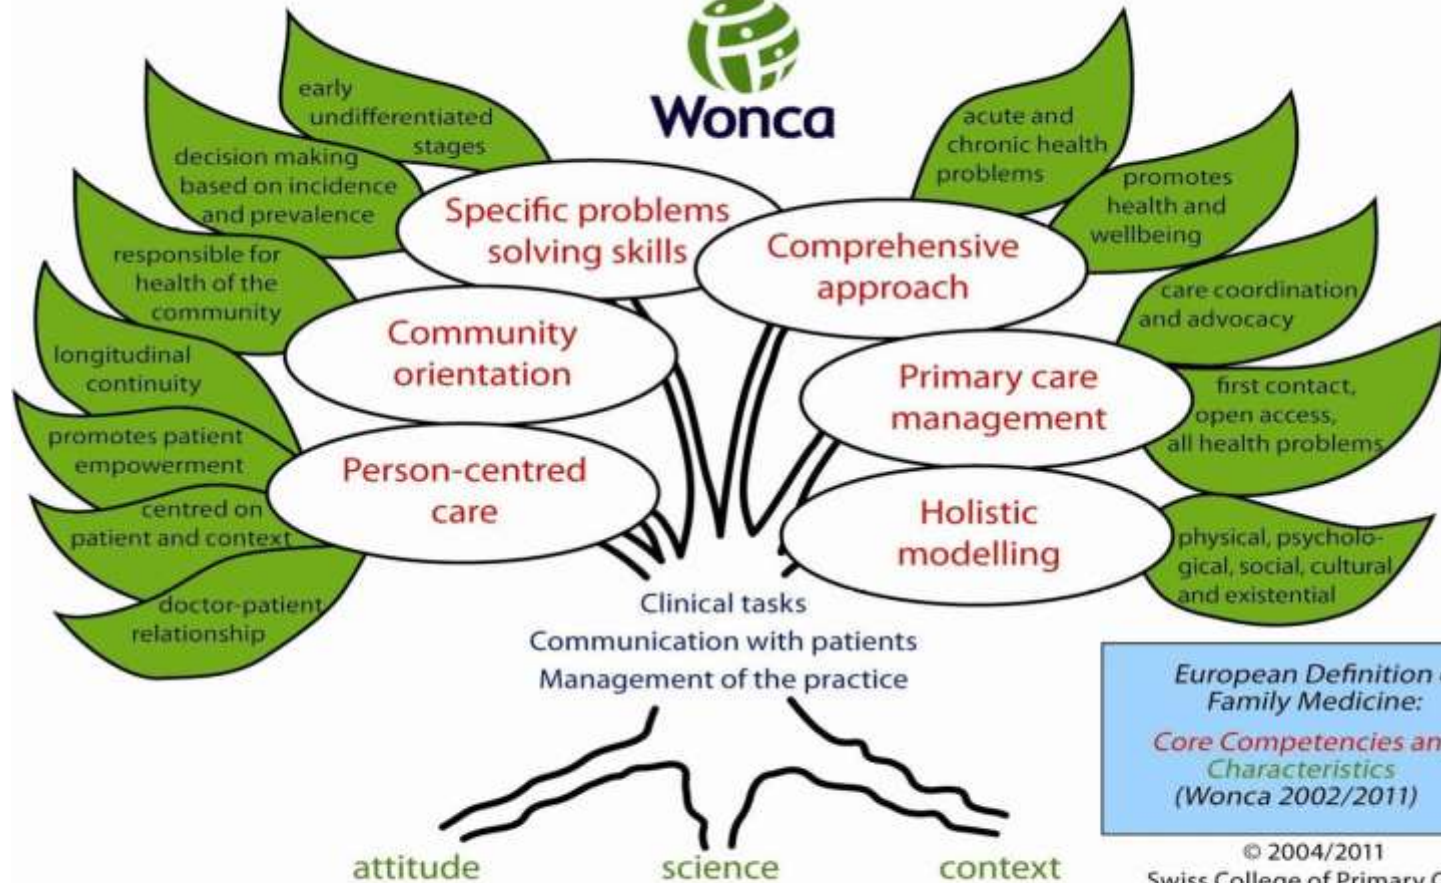 Wonca
early
undifferentiated
stages
decision making
based on incidence
and prevalence
responsible for
health of the
community
longitudinal
continuity
promotes patient
empowerment
centred on
patient and context
doctor-patient
relationship
Specific problems
solving skills
Community
orientation
Person-centred
care
Comprehensive
approach
Primary care
management
Holistic
modelling
acute and
chronic health
problems
promotes
health and
wellbeing
care coordination
and advocacy
first contact,
open access,
all health problems
physical, psycholo-
gical, social, cultural
and existential
Clinical tasks
Communication with patients
Management of the practice
attitude
science
context
European Definition
Family Medicine:
Core Competencies
Characteristics
(Wonca 2002/2011)
© 2004/2011
Swiss College of Primary